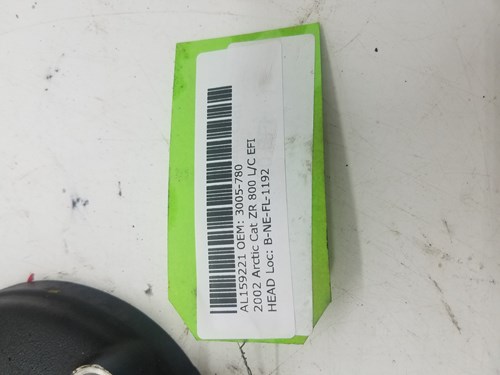 AL159221 OEM: 3005-780
2002 Arctic Cat ZR 800 L/C EFI
HEAD Loc: B-NE-FL-1192